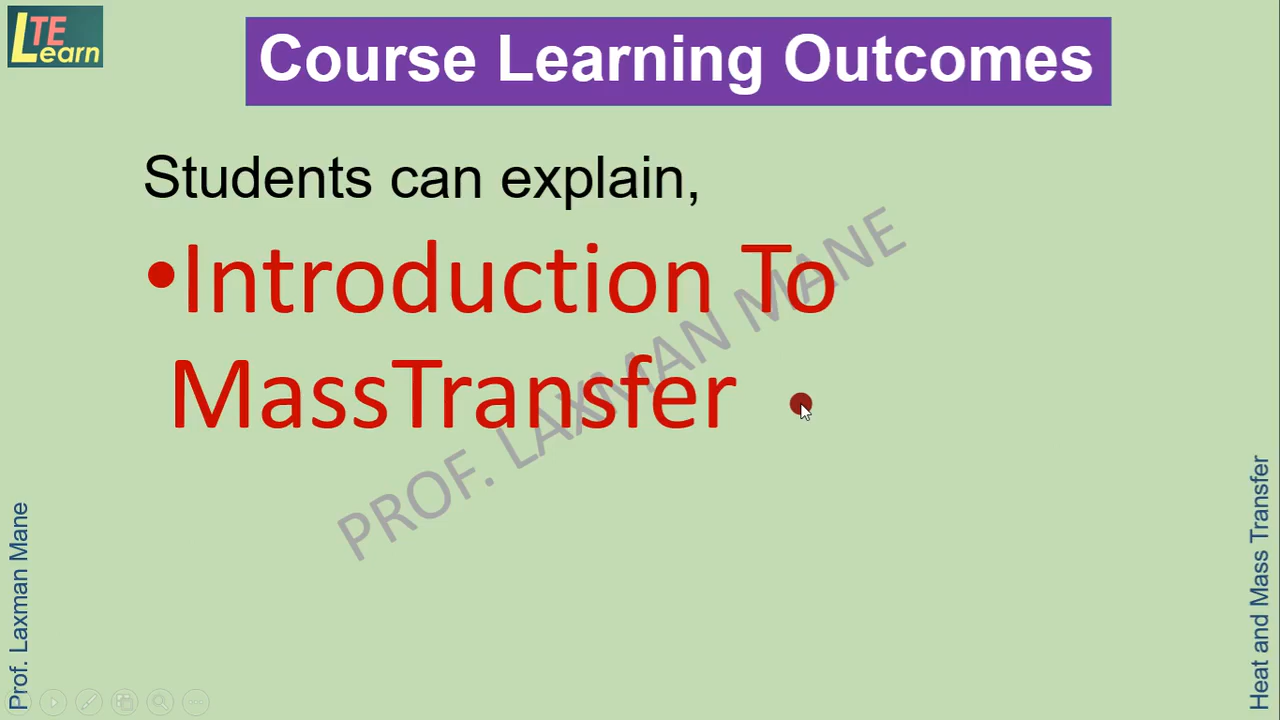 LTE
Learn
Course Learning Outcomes
Students can explain,
•Introduction To
MassTransfer
PROF. LAXMAN MANE
Prof. Laxman Mane
Heat and Mass Transfer